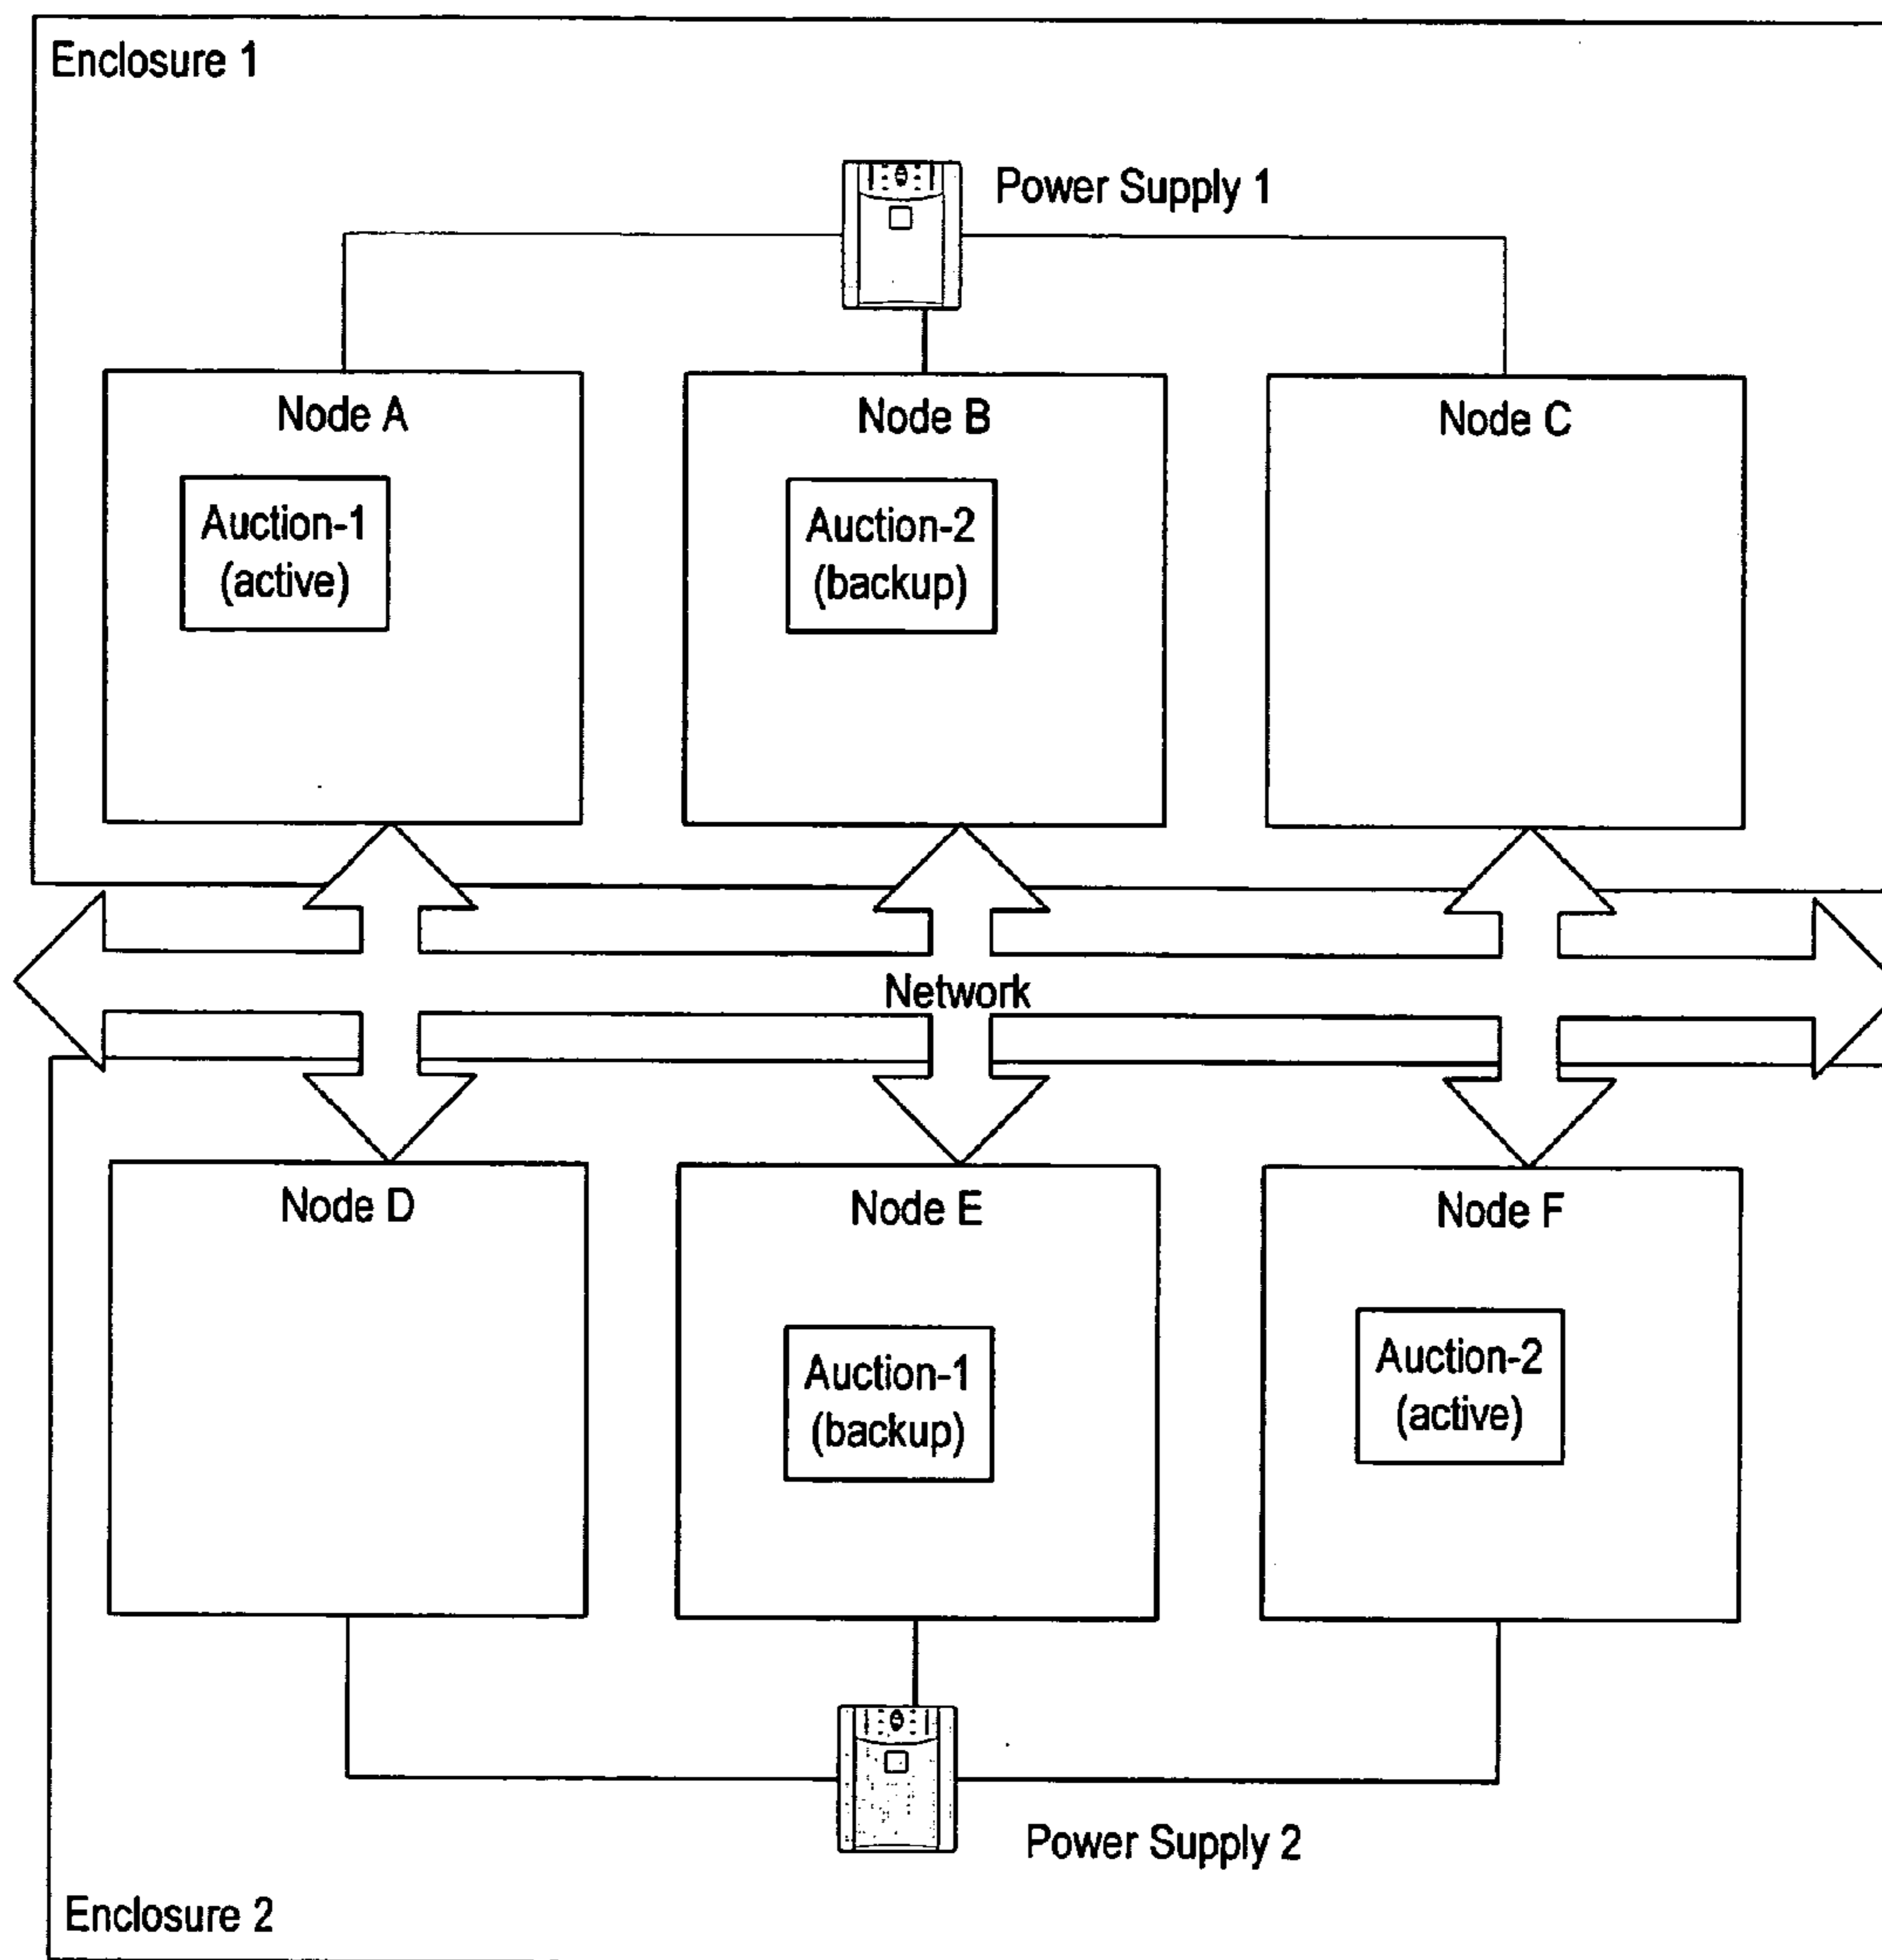 Enclosure 1
Power Supply 1
Node A
Node B
Node C
Auction-1
(active)
Auction-2
(backup)
Network
Node D
Node E
Node F
Auction-1
(backup)
Auction-2
(active)
Power Supply 2
Enclosure 2